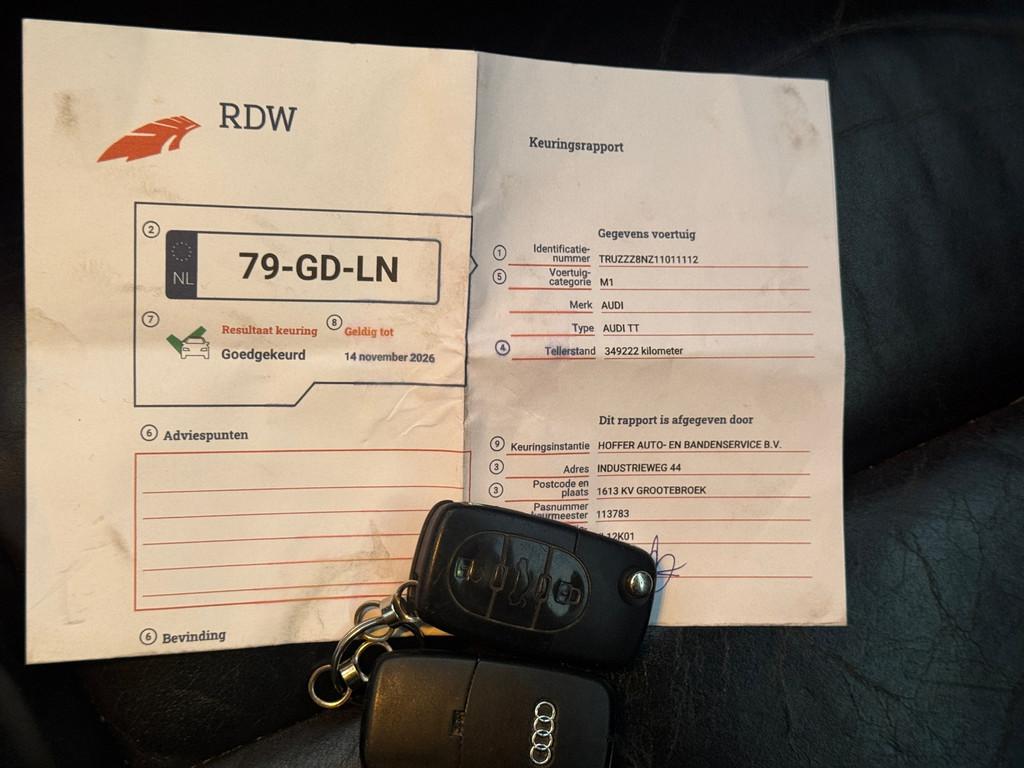 RDW
Keuringsrapport
2
NL
79-GD-LN
7
Resultaat keuring
8
Geldig tot
Goedgekeurd
14 november 2026
6 Adviespunten
6 Bevinding
Gegevens voertuig
1 Identificatie-
nummer TRUZZZ8NZ11011112
5 Voertuig-
categorie M1
Merk AUDI
Type AUDI TT
4 Tellerstand 349222 kilometer
Dit rapport is afgegeven door
9 Keuringsinstantie HOFFER AUTO- EN BANDENSERVICE B.V.
3 Adres INDUSTRIEWEG 44
3 Postcode en
plaats 1613 KV GROOTEBROEK
Pasnummer
keurmeester 113783
12K01